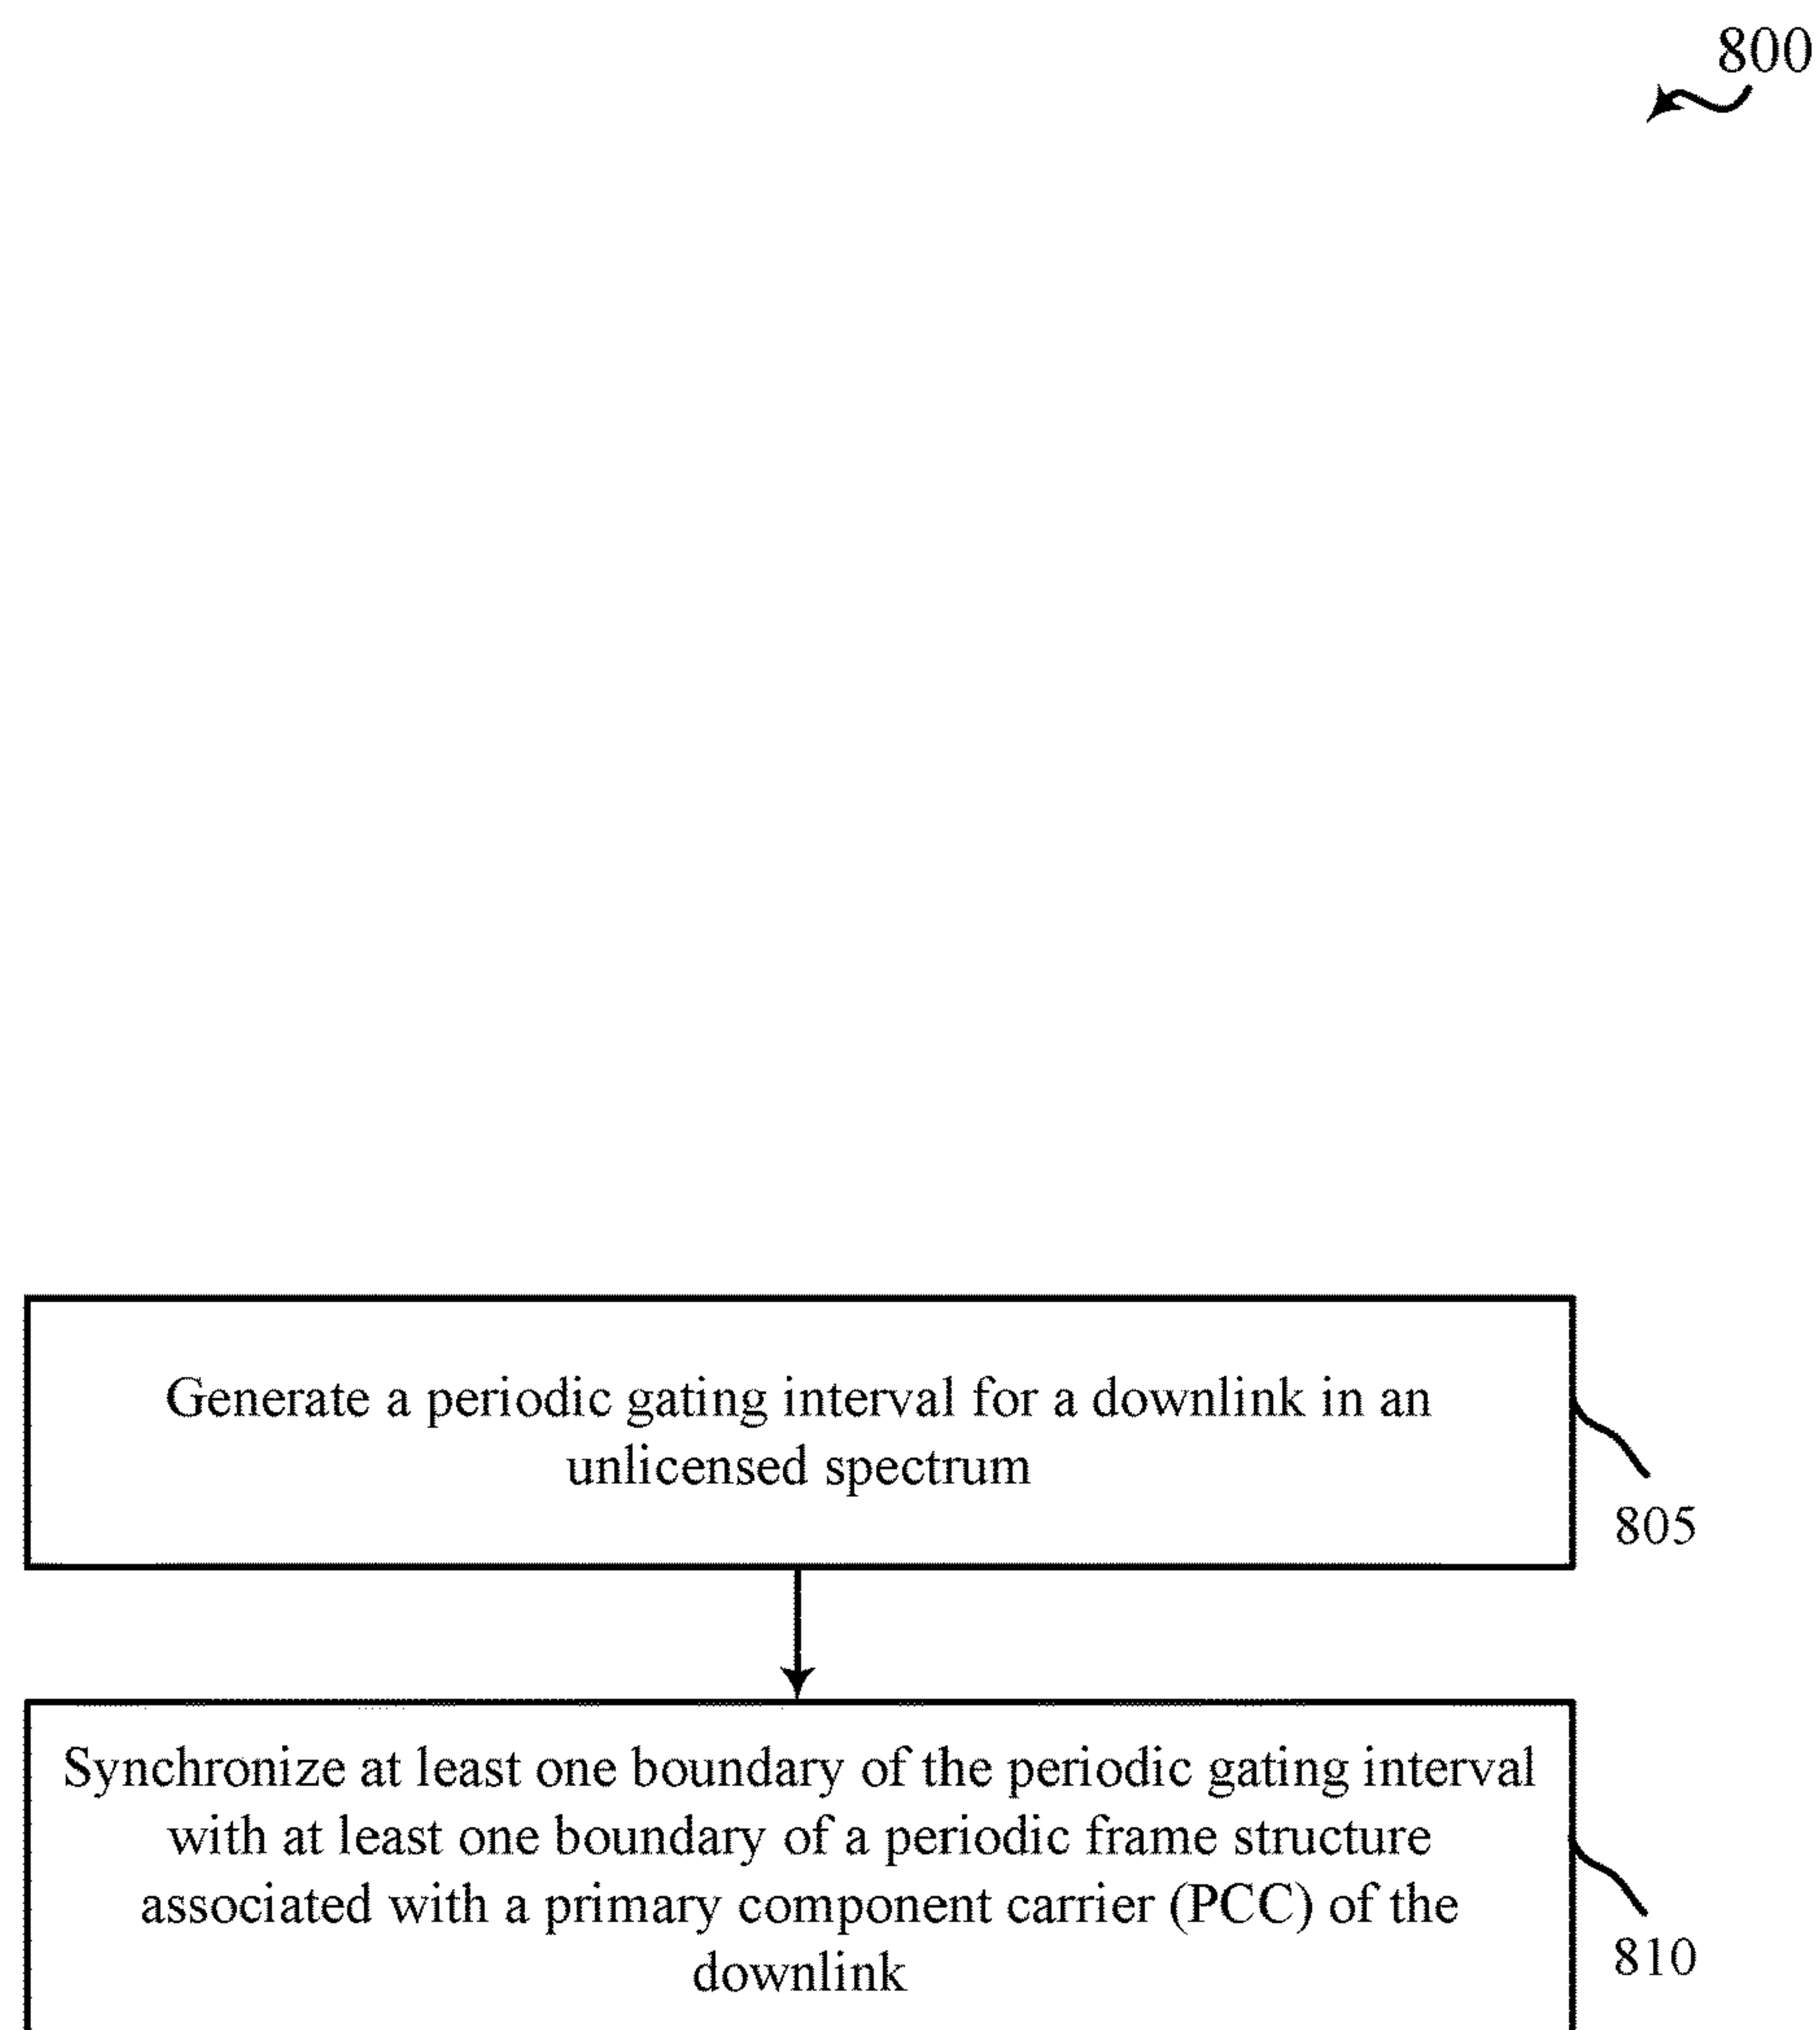 800
Generate a periodic gating interval for a downlink in an
unlicensed spectrum
805
Synchronize at least one boundary of the periodic gating interval
with at least one boundary of a periodic frame structure
associated with a primary component carrier (PCC) of the
downlink
810